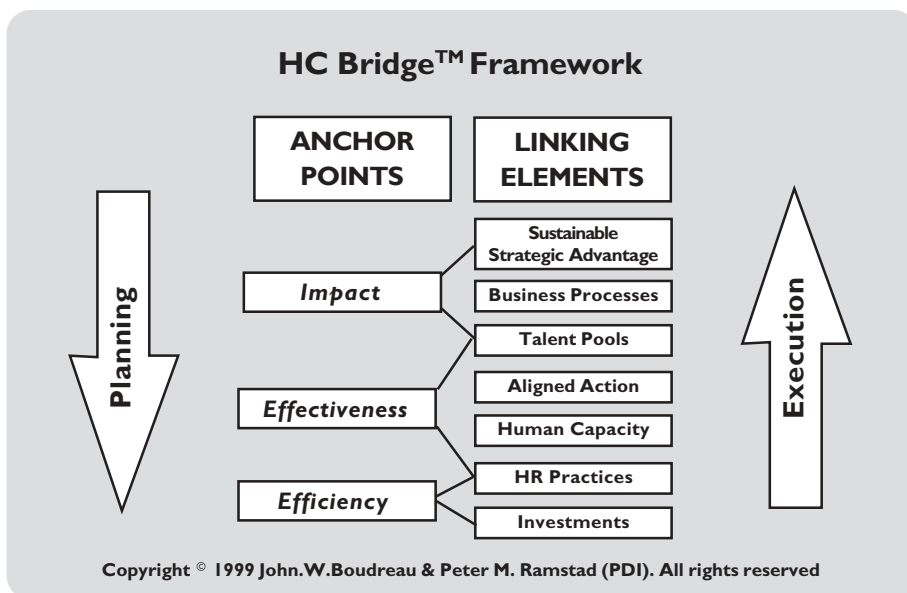 HC Bridge™ Framework
ANCHOR
POINTS
LINKING
ELEMENTS
Planning
Impact
Effectiveness
Efficiency
Sustainable
Strategic Advantage
Business Processes
Talent Pools
Aligned Action
Human Capacity
HR Practices
Investments
Execution
Copyright © 1999 John.W.Boudreau & Peter M. Ramstad (PDI). All rights reserved